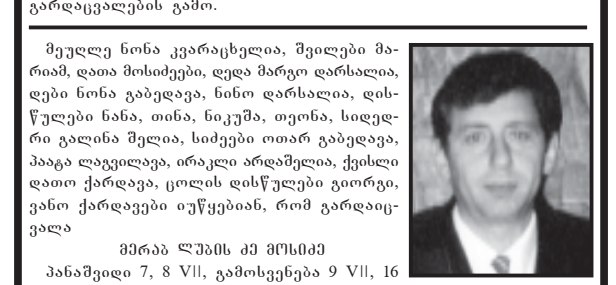 გარდაცვალების გამო.
მეუღლე ნონა კვარაცხელია, შვილები მა-
რიამ, დათა მოსიძეები, დედა მარგო დარსალია,
დები ნონა გაბედავა, ნინო დარსალია, დის-
წულები ნანა, თინა, ნიკუშა, თეონა, სიდედ-
რი გალინა შელია, სიძეები ოთარ გაბედავა,
პაატა ლაგვილავა, ირაკლი არდაშელია, ქვისლი
დათო ქარდავა, ცოლის დისწულები გიორგი,
ვანო ქარდავები იუწყებიან, რომ გარდაიც-
ვალა
მერაბ ლუბის ძე მოსიძე
პანაშვიდი 7, 8 VII, გამოსვენება 9 VII, 16